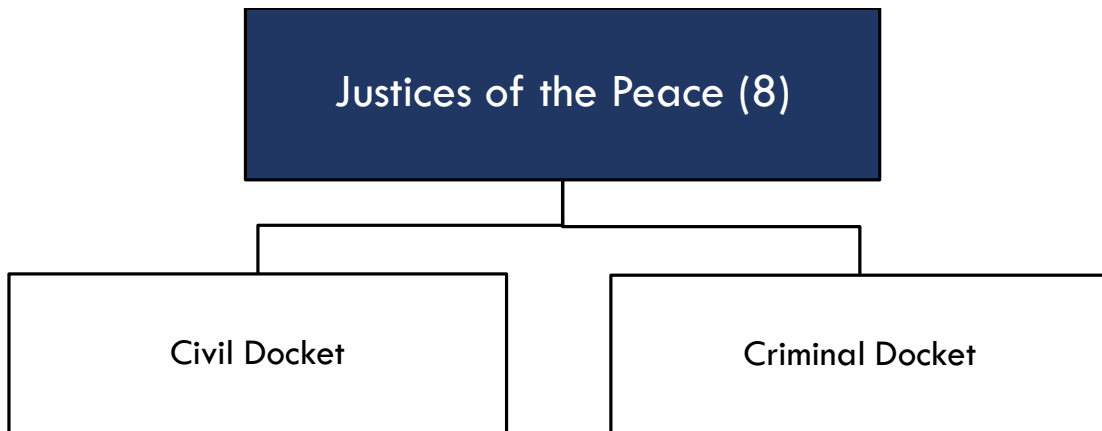 Justices of the Peace (8)
Civil Docket
Criminal Docket